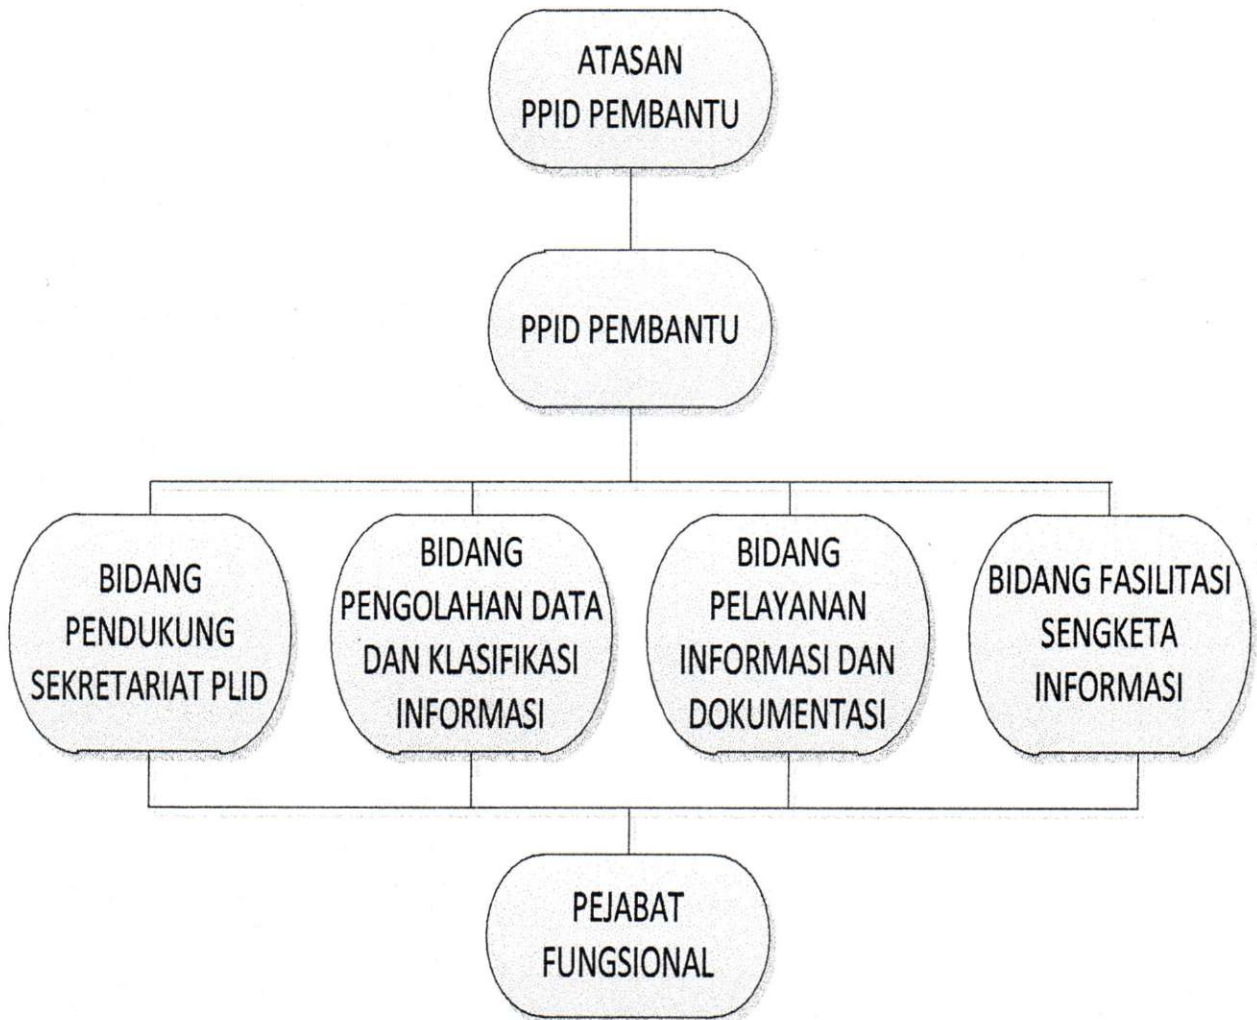 ATASAN
PPID PEMBANTU
PPID PEMBANTU
BIDANG
PENDUKUNG
SEKRETARIAT PLID
BIDANG
PENGOLAHAN DATA
DAN KLASIFIKASI
INFORMASI
BIDANG
PELAYANAN
INFORMASI DAN
DOKUMENTASI
BIDANG FASILITASI
SENGKETA
INFORMASI
PEJABAT
FUNGSIONAL